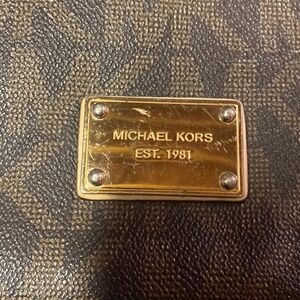 MICHAEL KORS
EST. 1981